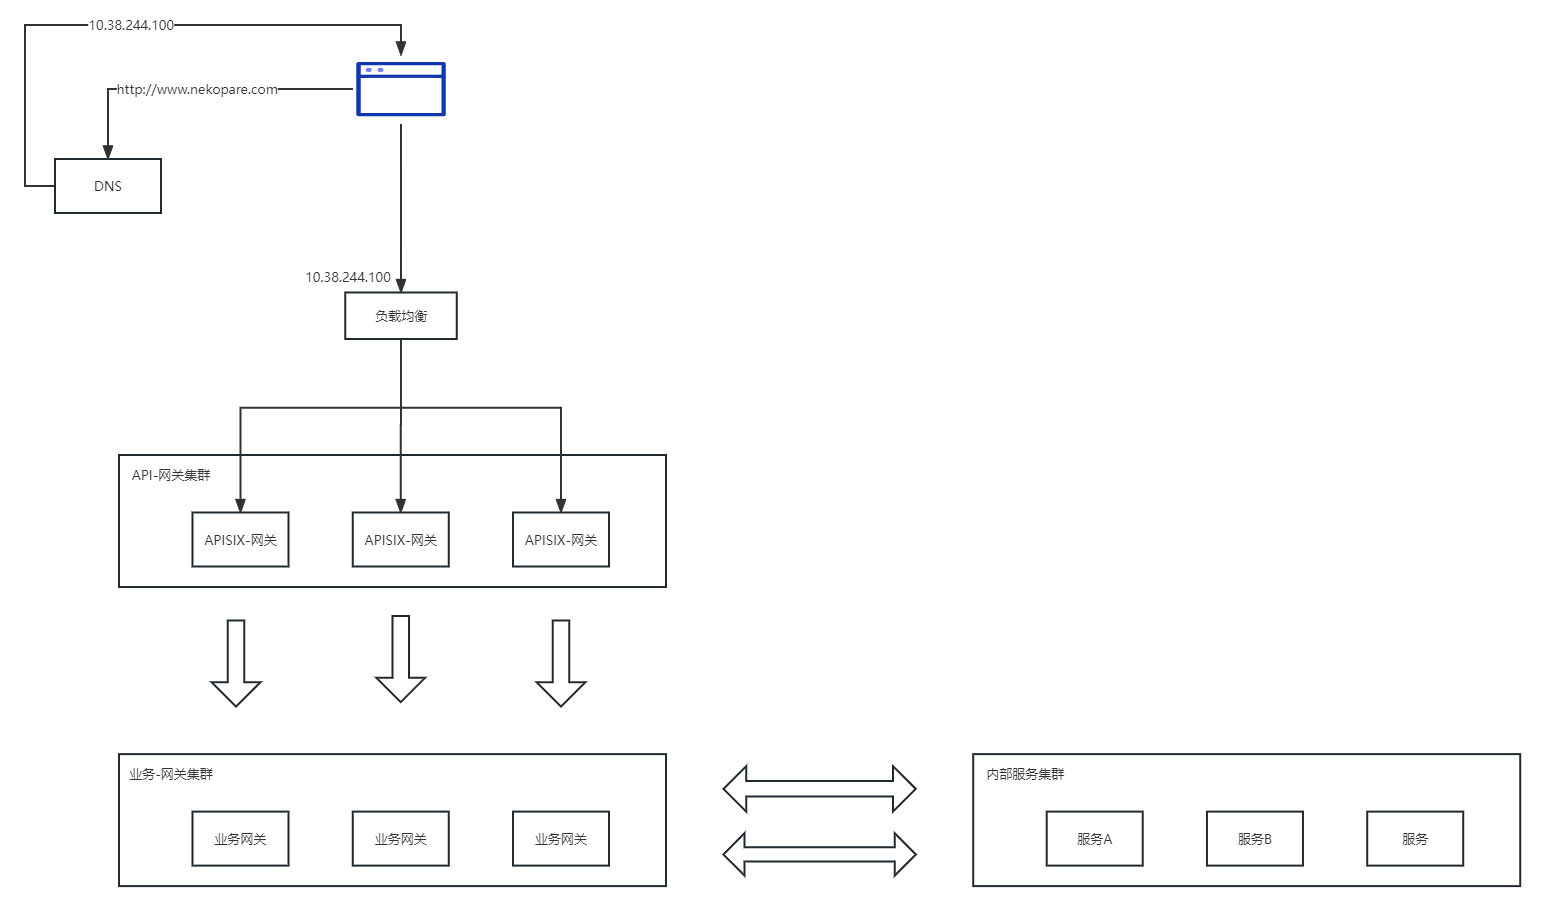 10.38.244.100
http://www.nekopare.com
DNS
10.38.244.100
负载均衡
API-网关集群
APISIX-网关
APISIX-网关
APISIX-网关
业务-网关集群
业务网关
业务网关
业务网关
内部服务集群
服务A
服务B
服务